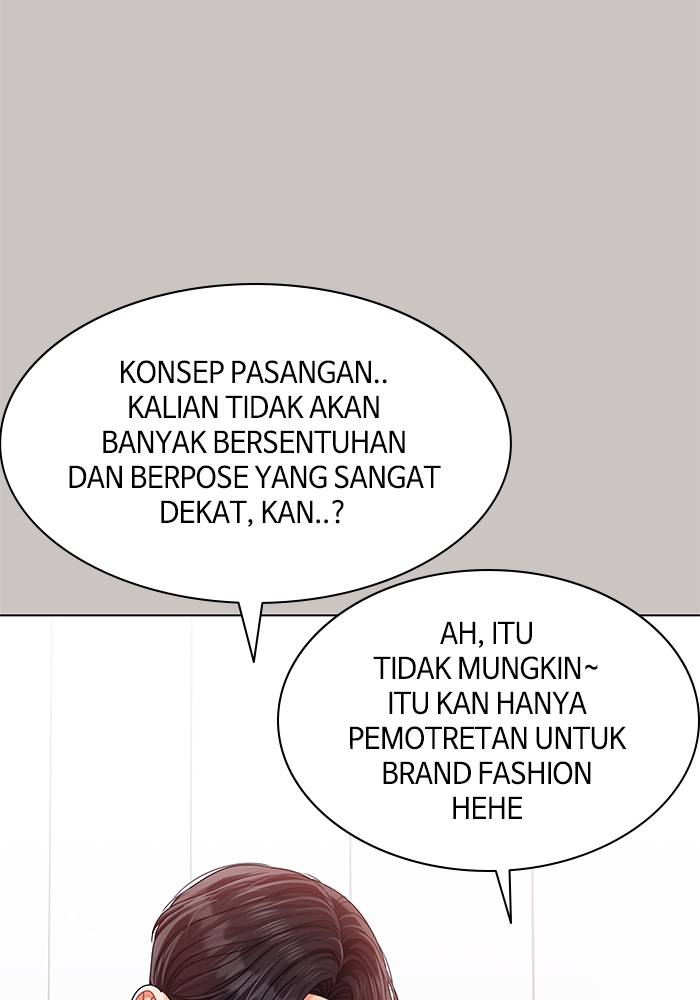 KONSEP PASANGAN..
KALIAN TIDAK AKAN
BANYAK BERSENTUHAN
DAN BERPOSE YANG SANGAT
DEKAT, KAN..?
AH, ITU
TIDAK MUNGKIN~
ITU KAN HANYA
PEMOTRETAN UNTUK
BRAND FASHION
HEHE